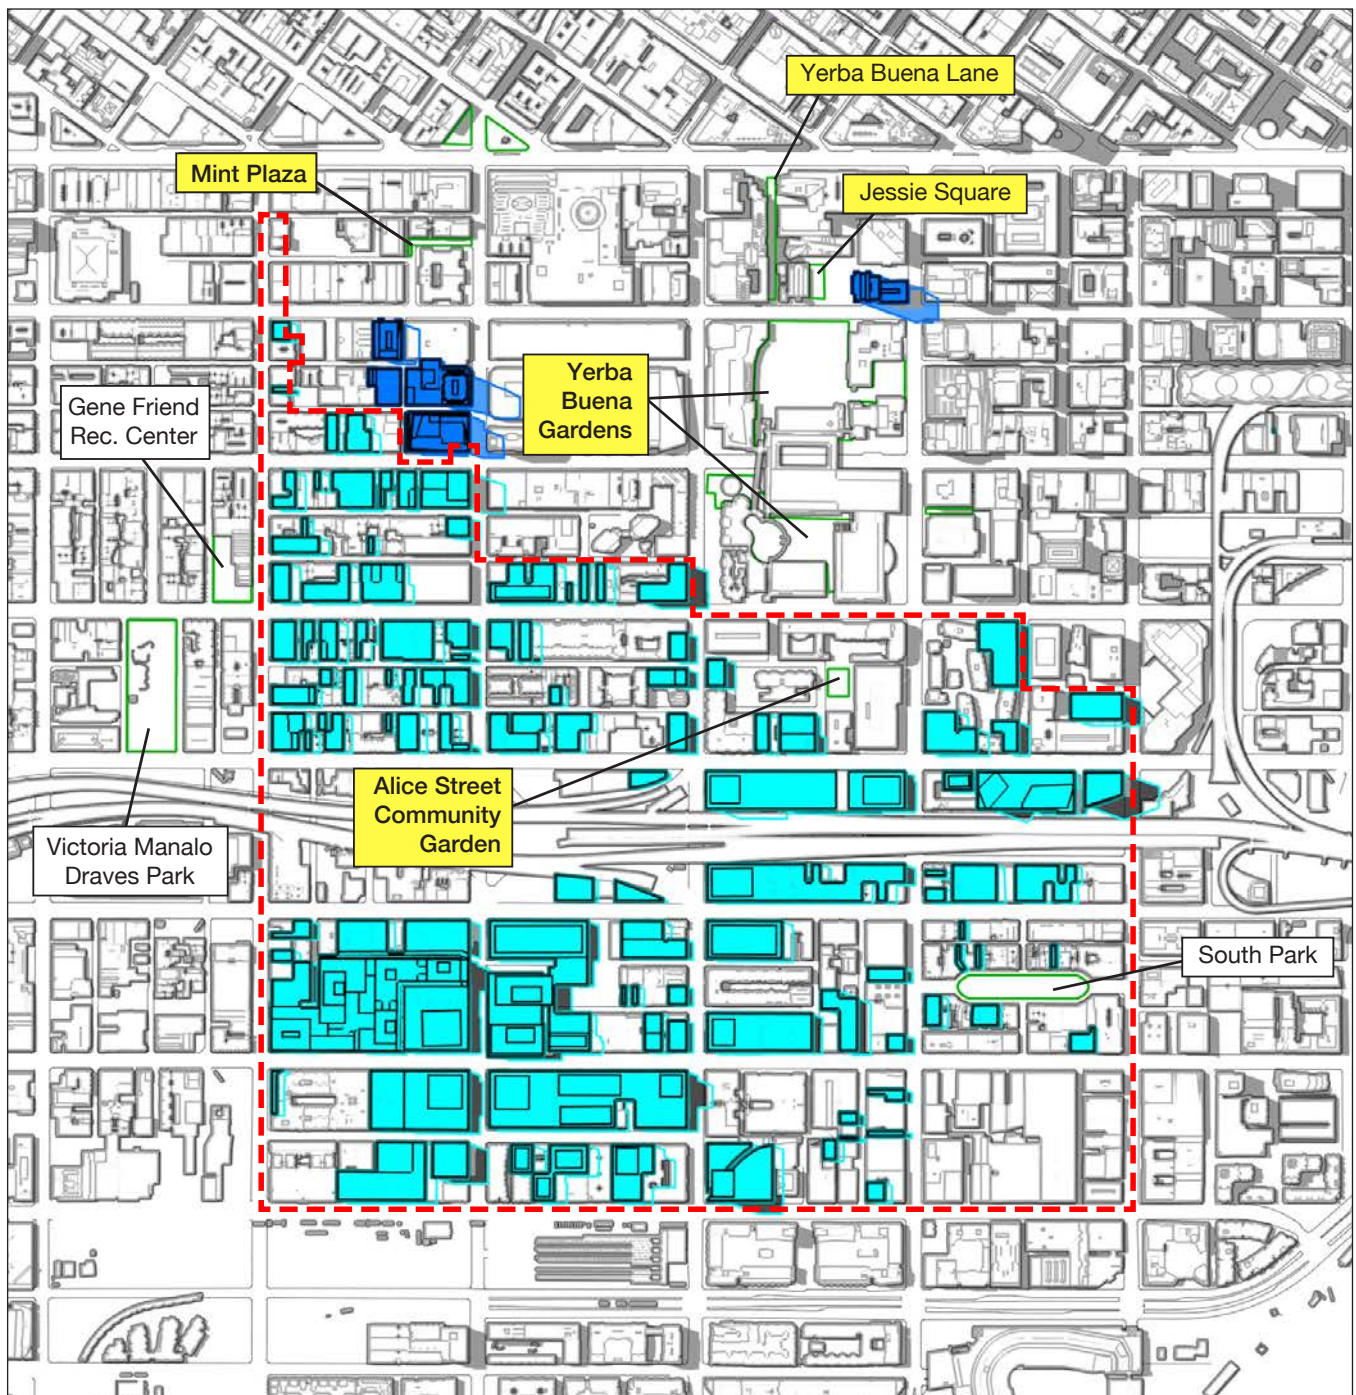 Yerba Buena Lane
Mint Plaza
Jessie Square
Yerba
Buena
Gardens
Gene Friend
Rec. Center
Alice Street
Community
Garden
Victoria Manalo
Draves Park
South Park